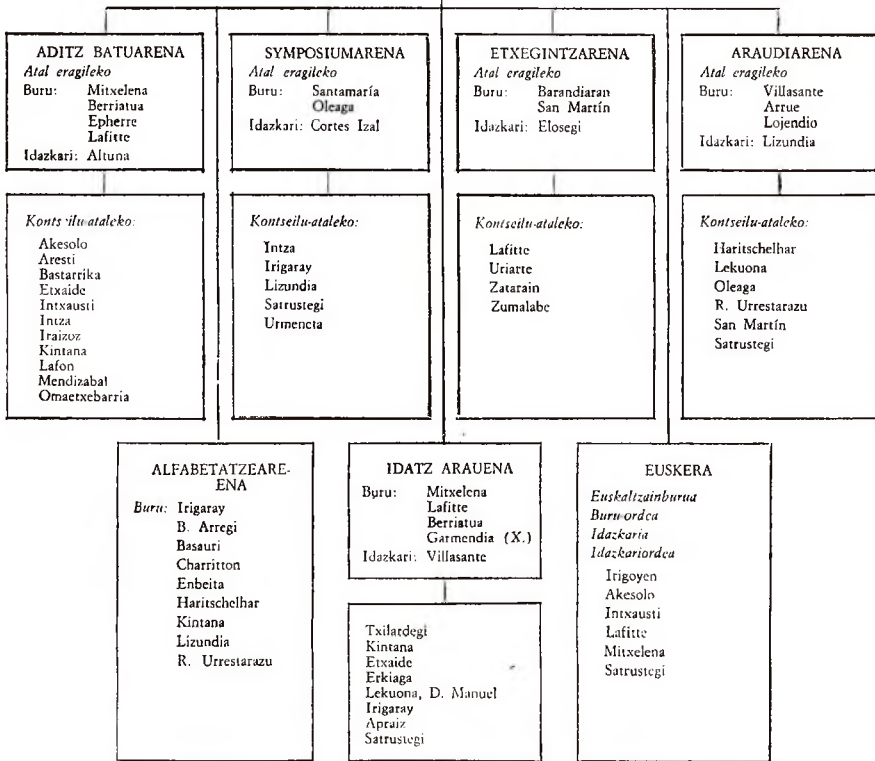 ADITZ BATUARENA
Atal eragileko
Buru: Mitxelena
Berriatua
Epherre
Lafitte
Idazkari: Altuna
SYMPOSIUMARENA
Atal eragileko
Buru: Santamaría
Oleaga
Idazkari: Cortes Izal
ETXEGINTZARENA
Atal eragileko
Buru: Barandiaran
San Martín
Idazkari: Elosegi
ARAUDIARENA
Atal eragileko
Buru: Villasante
Arrue
Lojendio
Idazkari: Lizundia
Kontseilu-ataleko:
Akesolo
Aresti
Bastarrika
Etxaide
Intxausti
Intza
Iraizoz
Kintana
Lafon
Mendizabal
Omaetxebarria
Kontseilu-ataleko:
Intza
Irigaray
Lizundia
Satrustegi
Urmeneta
Kontseilu-ataleko:
Lafitte
Uriarte
Zatarain
Zumalabe
Kontseilu-ataleko:
Haritschelhar
Lekuona
Oleaga
R. Urrestarazu
San Martín
Satrustegi
ALFABETATZEARE-
ENA
Buru: Irigaray
B. Arregi
Basauri
Charritton
Enbeita
Haritschelhar
Kintana
Lizundia
R. Urrestarazu
IDATZ ARAUENA
Buru: Mitxelena
Lafitte
Berriatua
Garmendia (X.)
Idazkari: Villasante
Txilardegi
Kintana
Etxaide
Erkiaga
Lekuona, D. Manuel
Irigaray
Apraiz
Satrustegi
EUSKERA
Euskaltzainburua
Buru-ordea
Idazkaria
Idazkariordea
Irigoyen
Akesolo
Intxausti
Lafitte
Mitxelena
Satrustegi